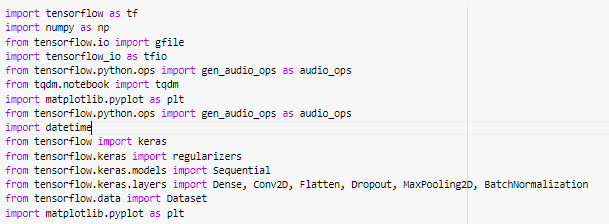 import tensorflow as tf
import numpy as np
from tensorflow.io import gfile
import tensorflow_io as tfio
from tensorflow.python.ops import gen_audio_ops as audio_ops
from tqdm.notebook import tqdm
import matplotlib.pyplot as plt
from tensorflow.python.ops import gen_audio_ops as audio_ops
import datetime
from tensorflow import keras
from tensorflow.keras import regularizers
from tensorflow.keras.models import Sequential
from tensorflow.keras.layers import Dense, Conv2D, Flatten, Dropout, MaxPooling2D, BatchNormalization
from tensorflow.data import Dataset
import matplotlib.pyplot as plt